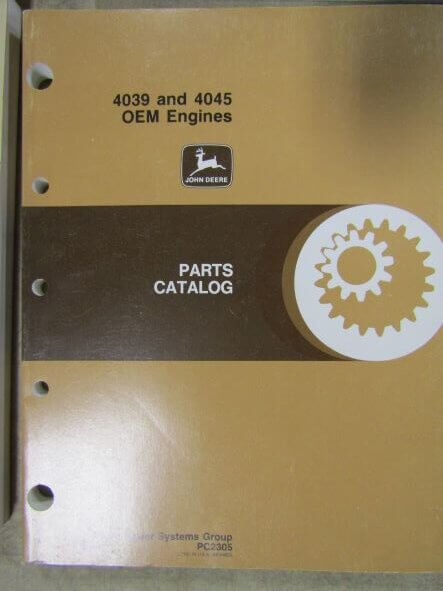 4039 and 4045
OEM Engines
JOHN DEERE
PARTS
CATALOG
Systems Group
PC2305